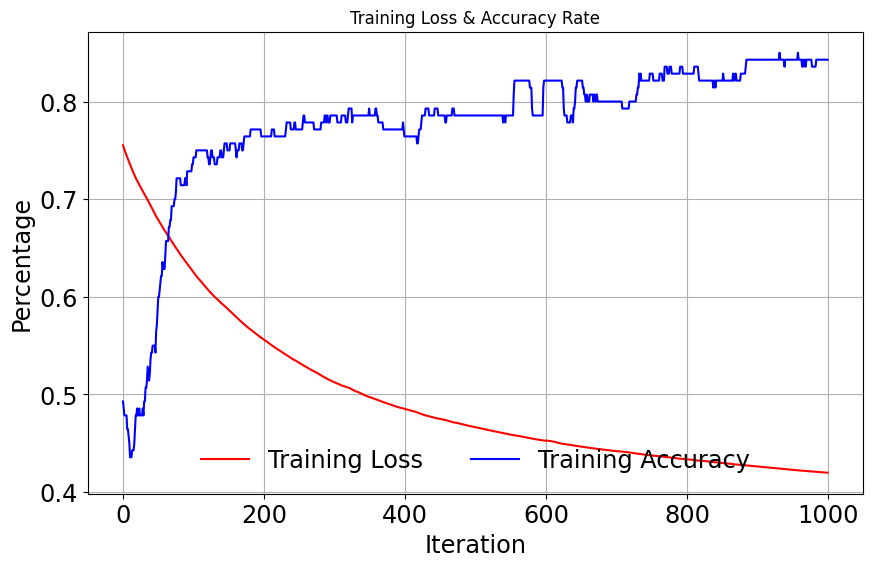 Training Loss & Accuracy Rate
Percentage
0.8
0.7
0.6
0.5
0.4
Training Loss Training Accuracy
0 200 400 600 800 1000
Iteration